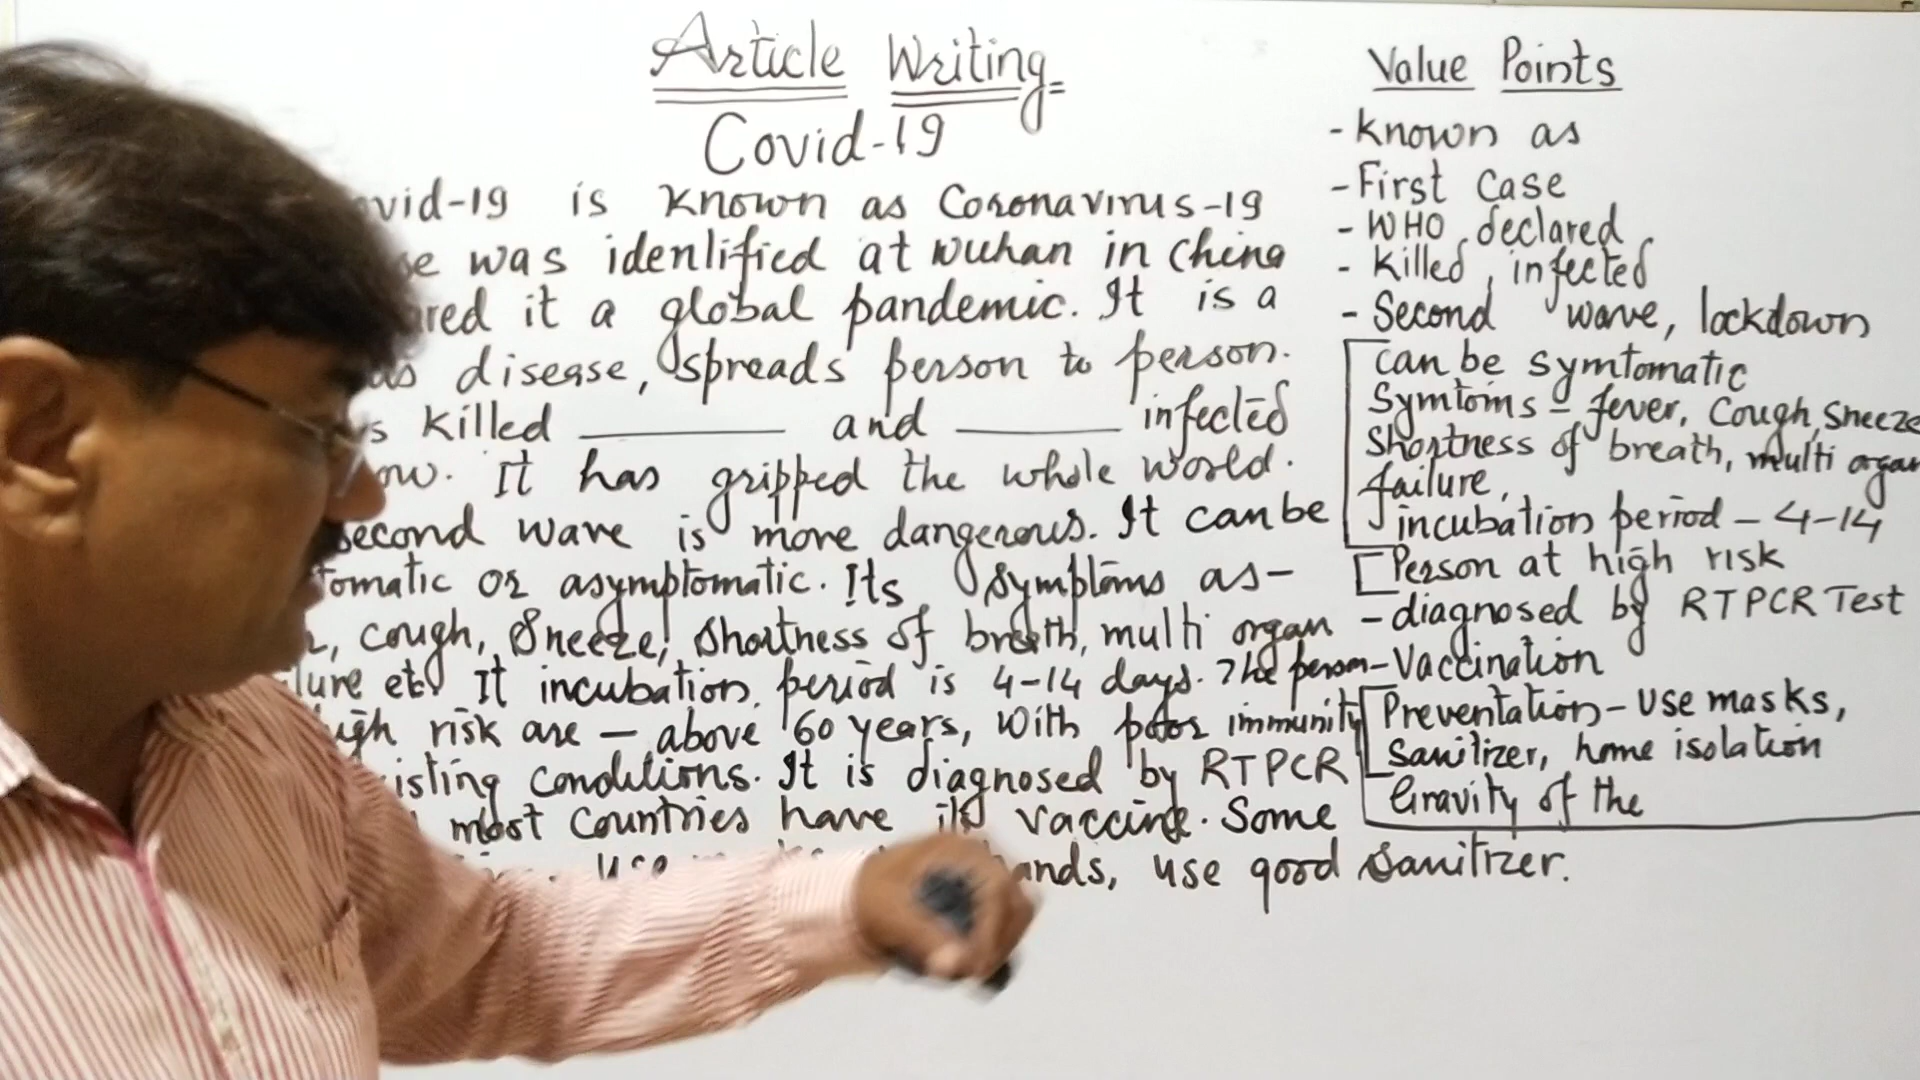 Article Writing
Covid-19
vid-19 is known as Coronavirus-19
se was idenlified at wuhan in china
ared it a global pandemic. It is a
disease, spreads person to person.
s killed ________ and ________ infected
ow. It has gripped the whole world.
second wave is more dangerous. It can be
tomatic or asymptomatic. Its symptoms as-
r, cough, Sneeze, Shortness of breath, multi organ
lure etc It incubation period is 4-14 days. The person
igh risk are - above 60 years, with poor immunity
isting conditions. It is diagnosed by RTPCR
most countries have its vaccine. Some
use ands, use good sanitizer.
Value Points
- known as
- First Case
- WHO declared
- Killed, infected
- Second wave, lockdown
can be symtomatic
Symtoms - fever, Cough, sneeze
Shortness of breath, multi organ
failure,
incubation period - 4-14
Person at high risk
- diagnosed by RTPCR Test
- Vaccination
Preventation - use masks,
Sanitizer, home isolation
Gravity of the